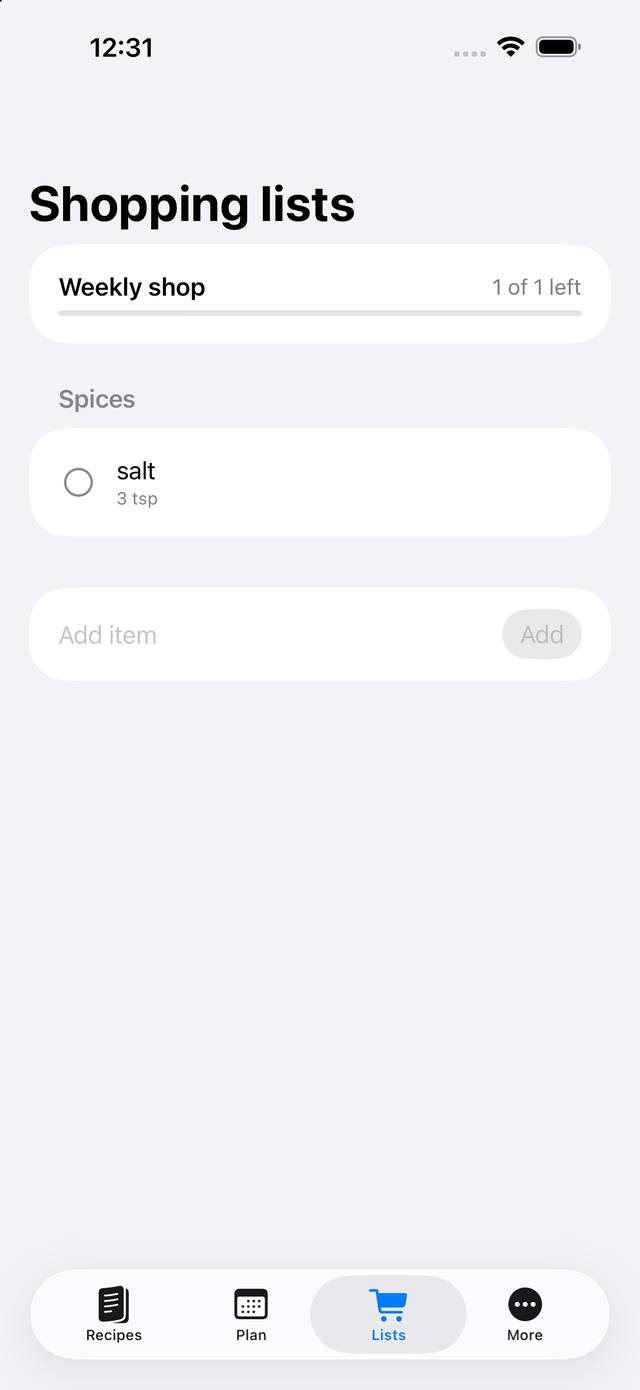 12:31
Shopping lists
Weekly shop 1 of 1 left
Spices
salt
3 tsp
Add item Add
Recipes Plan Lists More